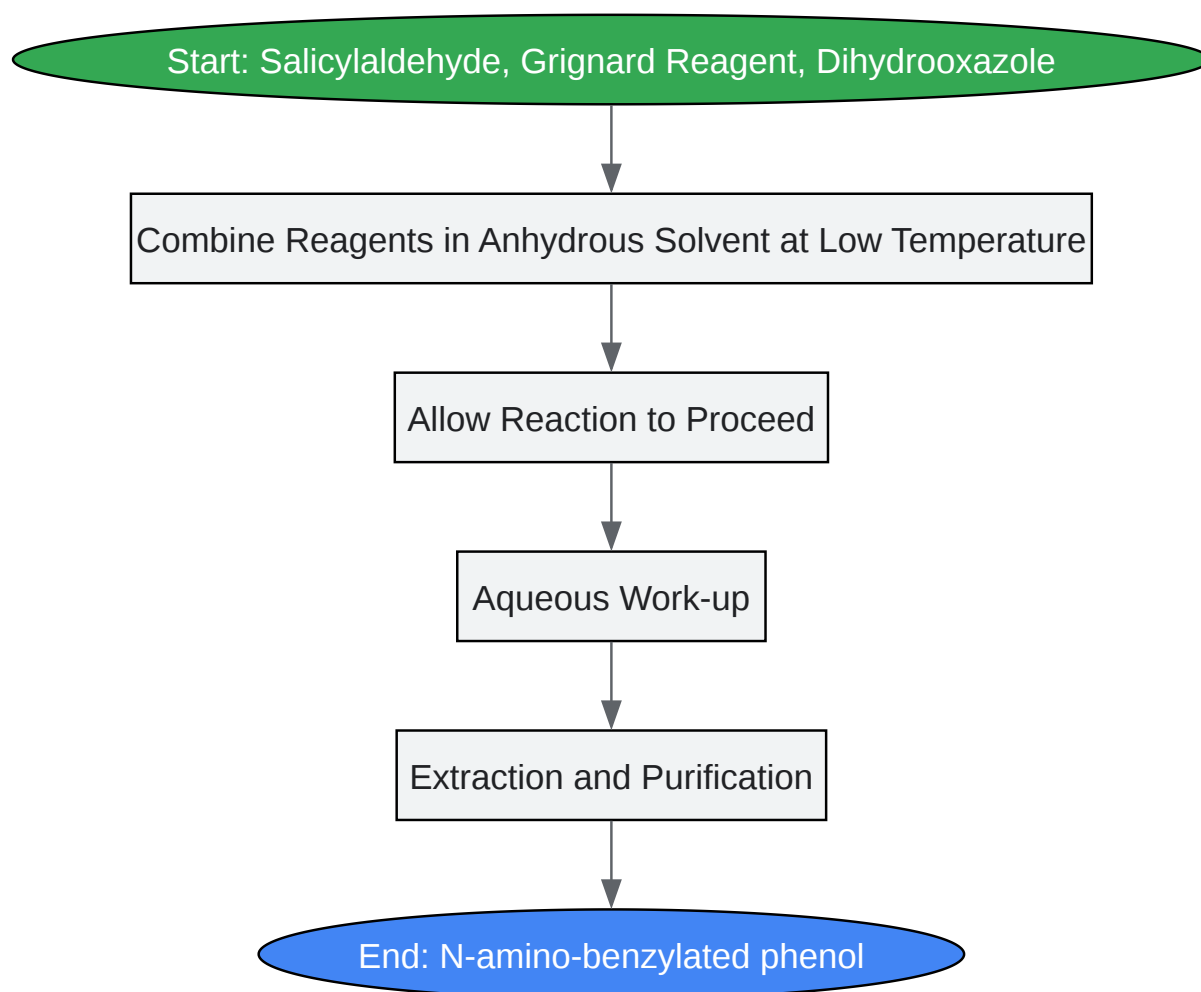 Start: Salicylaldehyde, Grignard Reagent, Dihydrooxazole
Combine Reagents in Anhydrous Solvent at Low Temperature
Allow Reaction to Proceed
Aqueous Work-up
Extraction and Purification
End: N-amino-benzylated phenol